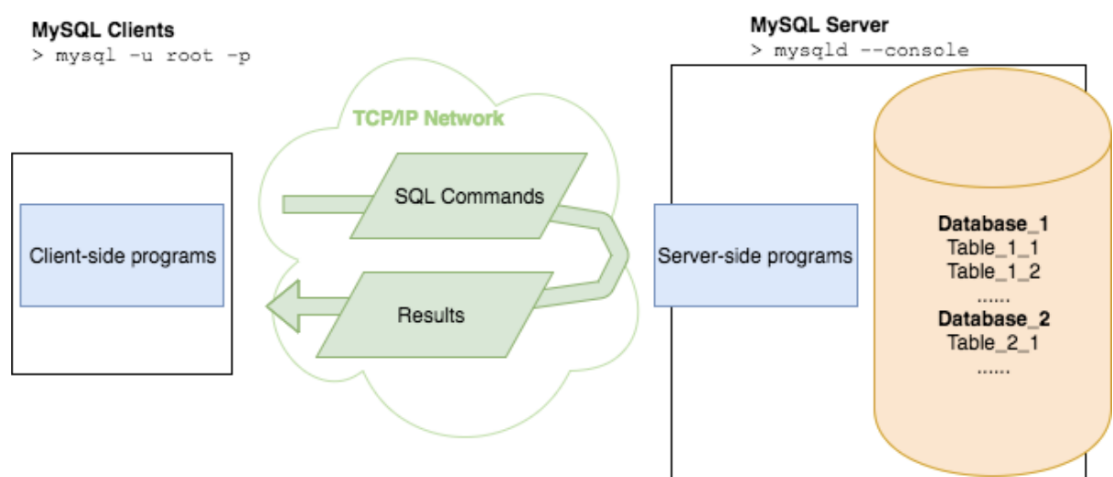 MySQL Clients
> mysql -u root -p
MySQL Server
> mysqld --console
TCP/IP Network
SQL Commands
Client-side programs
Server-side programs
Results
Database_1
Table_1_1
Table_1_2
......
Database_2
Table_2_1
......